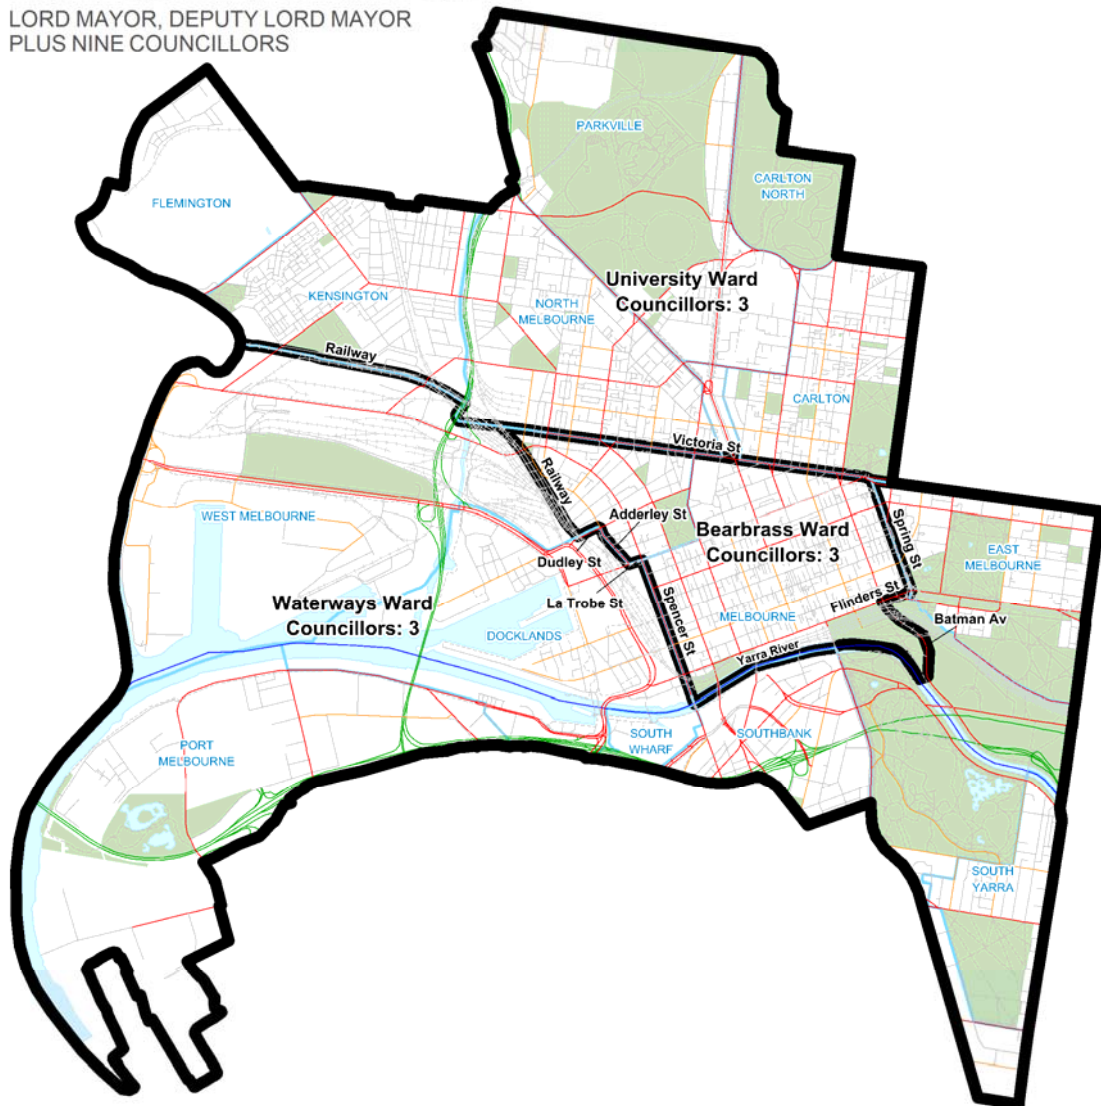 LORD MAYOR, DEPUTY LORD MAYOR
PLUS NINE COUNCILLORS
PARKVILLE
CARLTON
NORTH
FLEMINGTON
University Ward
Councillors: 3
KENSINGTON
NORTH
MELBOURNE
Railway
CARLTON
Victoria St
Railway
WEST MELBOURNE
Adderley St
Bearbrass Ward
Councillors: 3
Spring St
EAST
MELBOURNE
Dudley St
La Trobe St
Waterways Ward
Councillors: 3
DOCKLANDS
Spencer St
MELBOURNE
Flinders St
Batman Av
Yarra River
PORT
MELBOURNE
SOUTH
WHARF
SOUTHBANK
SOUTH
YARRA